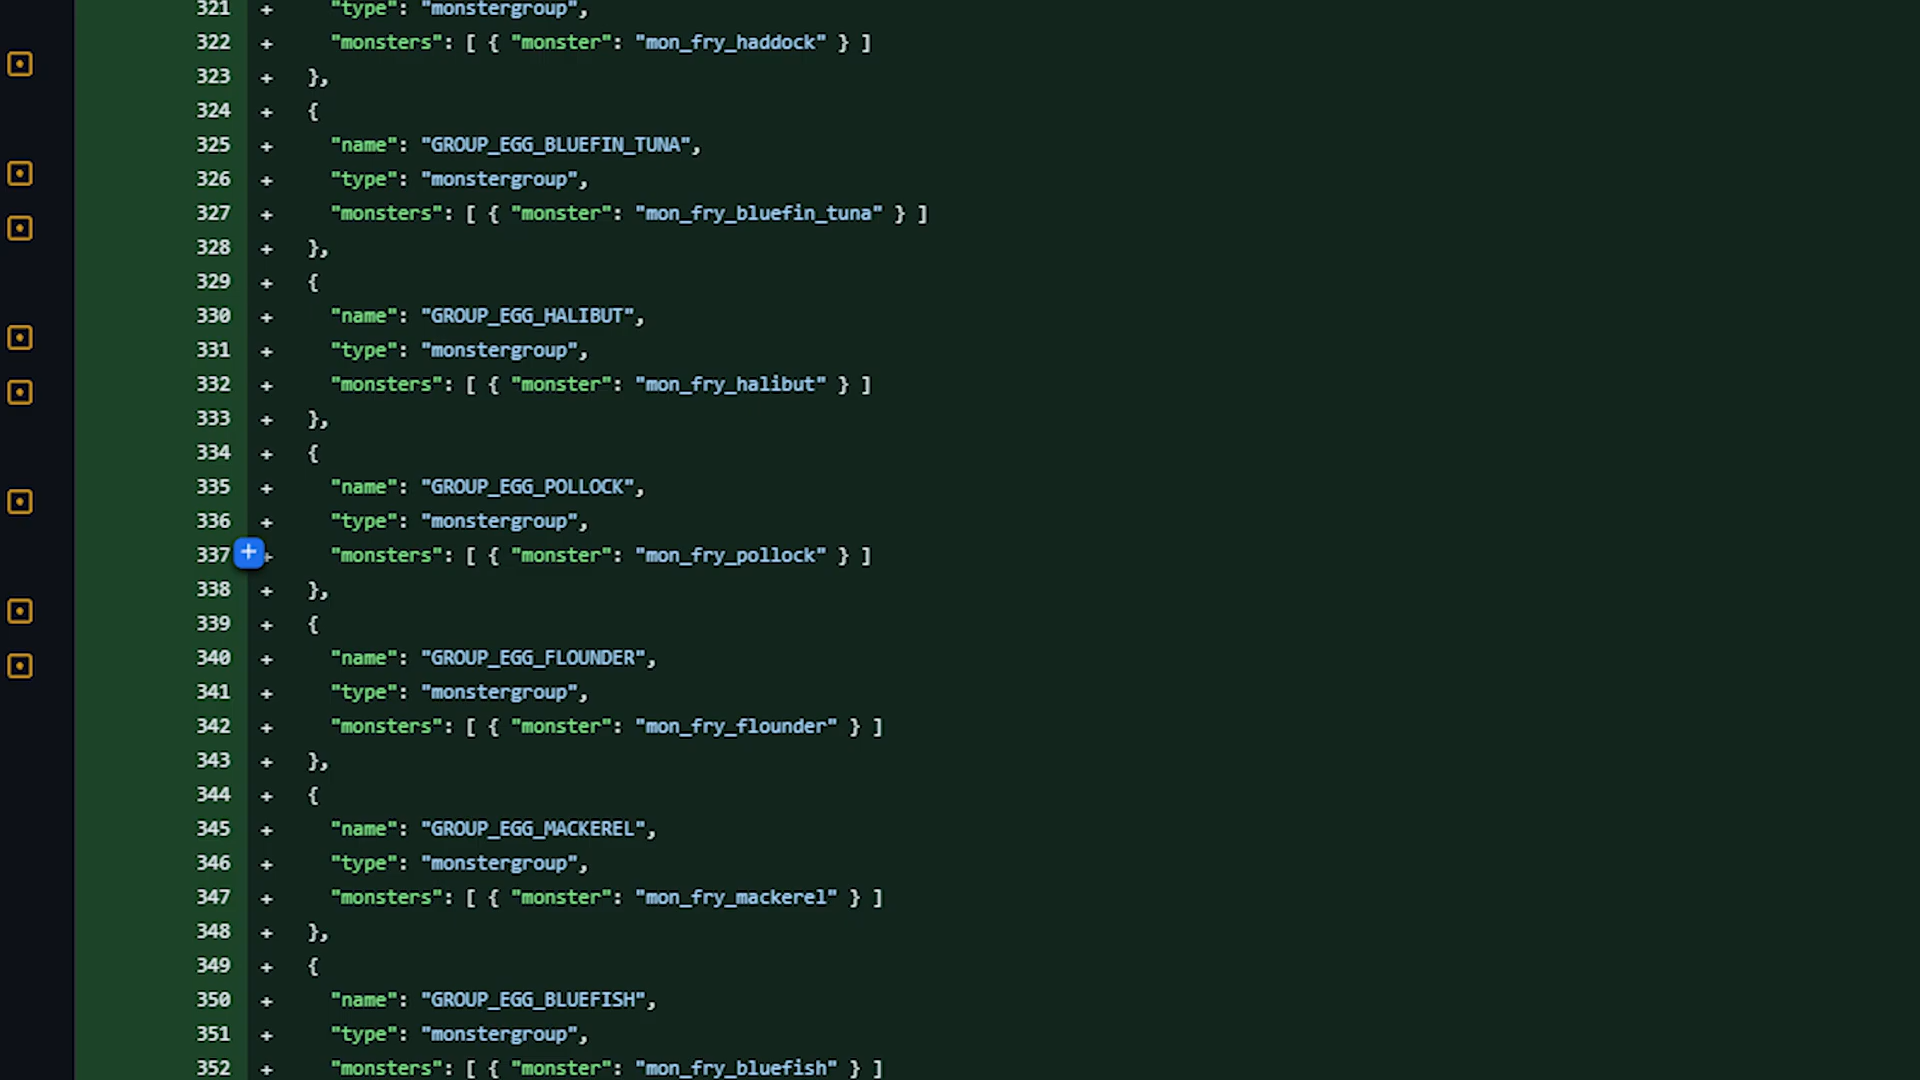 321 + "type": "monstergroup",
322 + "monsters": [ { "monster": "mon_fry_haddock" } ]
323 + },
324 + {
325 + "name": "GROUP_EGG_BLUEFIN_TUNA",
326 + "type": "monstergroup",
327 + "monsters": [ { "monster": "mon_fry_bluefin_tuna" } ]
328 + },
329 + {
330 + "name": "GROUP_EGG_HALIBUT",
331 + "type": "monstergroup",
332 + "monsters": [ { "monster": "mon_fry_halibut" } ]
333 + },
334 + {
335 + "name": "GROUP_EGG_POLLOCK",
336 + "type": "monstergroup",
337 + "monsters": [ { "monster": "mon_fry_pollock" } ]
338 + },
339 + {
340 + "name": "GROUP_EGG_FLOUNDER",
341 + "type": "monstergroup",
342 + "monsters": [ { "monster": "mon_fry_flounder" } ]
343 + },
344 + {
345 + "name": "GROUP_EGG_MACKEREL",
346 + "type": "monstergroup",
347 + "monsters": [ { "monster": "mon_fry_mackerel" } ]
348 + },
349 + {
350 + "name": "GROUP_EGG_BLUEFISH",
351 + "type": "monstergroup",
352 + "monsters": [ { "monster": "mon_fry_bluefish" } ]